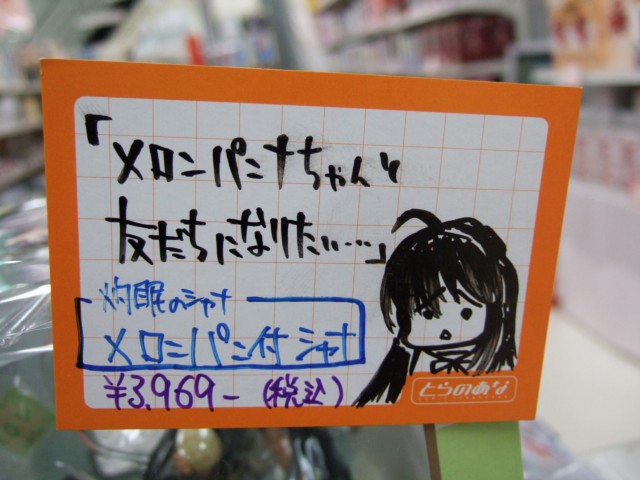 「メロンパンナちゃんと
友だちになりたい…」
灼眼のシャナ
メロンパン付シャナ
¥3,969- (税込)
とらのあな